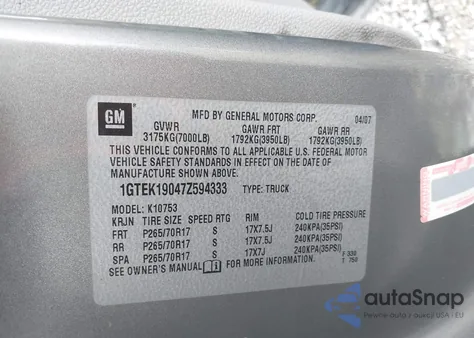 GM
MFD BY GENERAL MOTORS CORP. 04/07
GVWR GAWR FRT GAWR RR
3175KG(7000LB) 1792KG(3950LB) 1792KG(3950LB)
THIS VEHICLE CONFORMS TO ALL APPLICABLE U.S. FEDERAL MOTOR
VEHICLE SAFETY STANDARDS IN EFFECT ON THE DATE OF
MANUFACTURE SHOWN ABOVE.
1GTEK19047Z594333 TYPE: TRUCK
MODEL: K10753
KRJN TIRE SIZE SPEED RTG RIM COLD TIRE PRESSURE
FRT P265/70R17 S 17X7.5J 240KPA(35PSI)
RR P265/70R17 S 17X7.5J 240KPA(35PSI)
SPA P265/70R17 S 17X7J 240KPA(35PSI)
SEE OWNER'S MANUAL FOR MORE INFORMATION. F-330
T 750
autoSnap